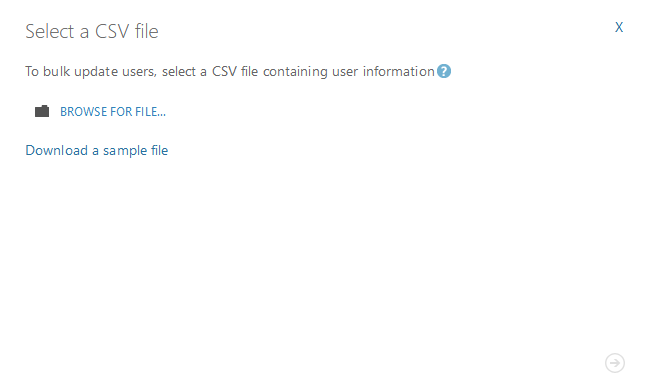 Select a CSV file
X
To bulk update users, select a CSV file containing user information ?
BROWSE FOR FILE...
Download a sample file